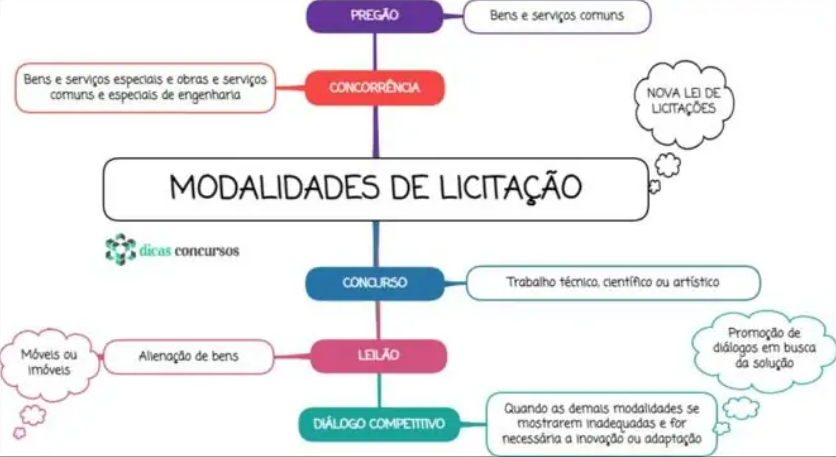 PREGÃO
Bens e serviços comuns
Bens e serviços especiais e obras e serviços
comuns e especiais de engenharia
CONCORRÊNCIA
NOVA LEI DE
LICITAÇÕES
MODALIDADES DE LICITAÇÃO
dicas concursos
CONCURSO
Trabalho técnico, científico ou artístico
Móveis ou
imóveis
Alienação de bens
LEILÃO
Promoção de
diálogos em busca
da solução
DIÁLOGO COMPETITIVO
Quando as demais modalidades se
mostrarem inadequadas e for
necessária a inovação ou adaptação